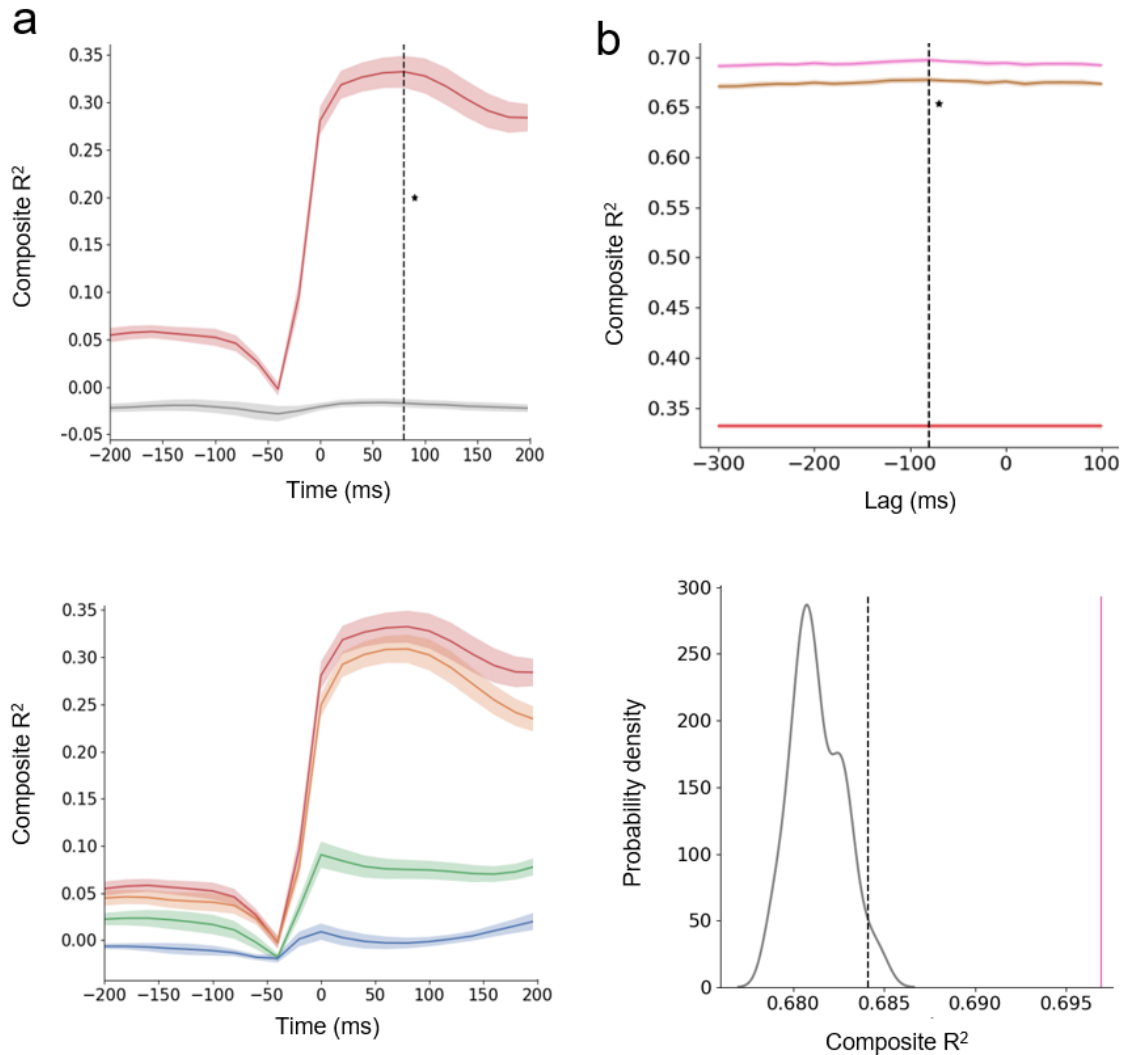 a
0.35
0.30
0.25
0.20
0.15
0.10
0.05
0.00
−0.05
Composite R²
*
−200 −150 −100 −50 0 50 100 150 200
Time (ms)
b
0.70
0.65
0.60
0.55
0.50
0.45
0.40
0.35
Composite R²
*
−300 −200 −100 0 100
Lag (ms)
0.35
0.30
0.25
0.20
0.15
0.10
0.05
0.00
Composite R²
−200 −150 −100 −50 0 50 100 150 200
Time (ms)
300
250
200
150
100
50
0
Probability density
0.680 0.685 0.690 0.695
Composite R²